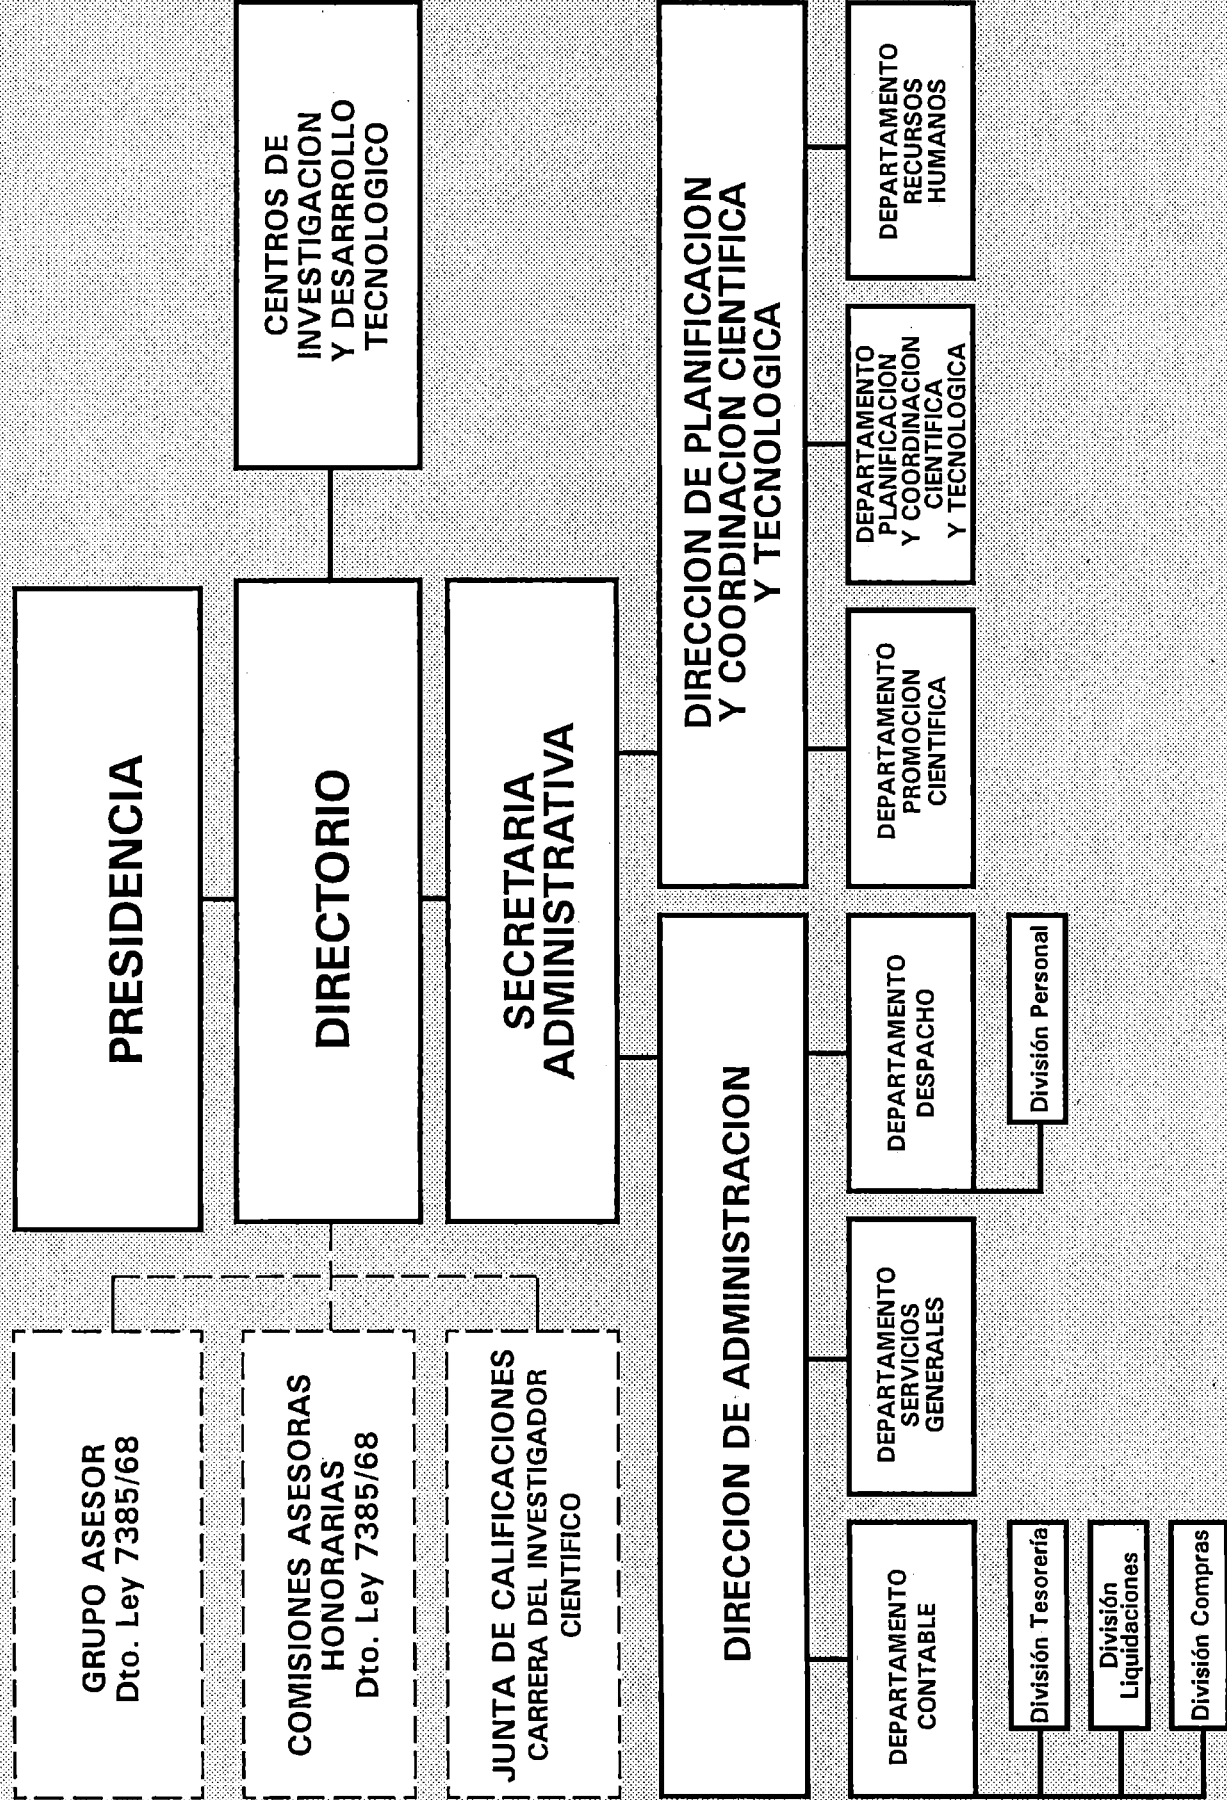 GRUPO ASESOR
Dto. Ley 7385/68
PRESIDENCIA
COMISIONES ASESORAS
HONORARIAS
Dto. Ley 7385/68
DIRECTORIO
CENTROS DE
INVESTIGACION
Y DESARRROLLO
TECNOLOGICO
JUNTA DE CALIFICACIONES
CARRERA DEL INVESTIGADOR
CIENTIFICO
SECRETARIA
ADMINISTRATIVA
DIRECCION DE ADMINISTRACION
DIRECCION DE PLANIFICACION
Y COORDINACION CIENTIFICA
Y TECNOLOGICA
DEPARTAMENTO
CONTABLE
DEPARTAMENTO
SERVICIOS
GENERALES
DEPARTAMENTO
DESPACHO
DEPARTAMENTO
PROMOCION
CIENTIFICA
DEPARTAMENTO
PLANIFICACION
Y COORDINACION
CIENTIFICA
Y TECNOLOGICA
DEPARTAMENTO
RECURSOS
HUMANOS
División Tesorería
División
Liquidaciones
División Compras
División Personal